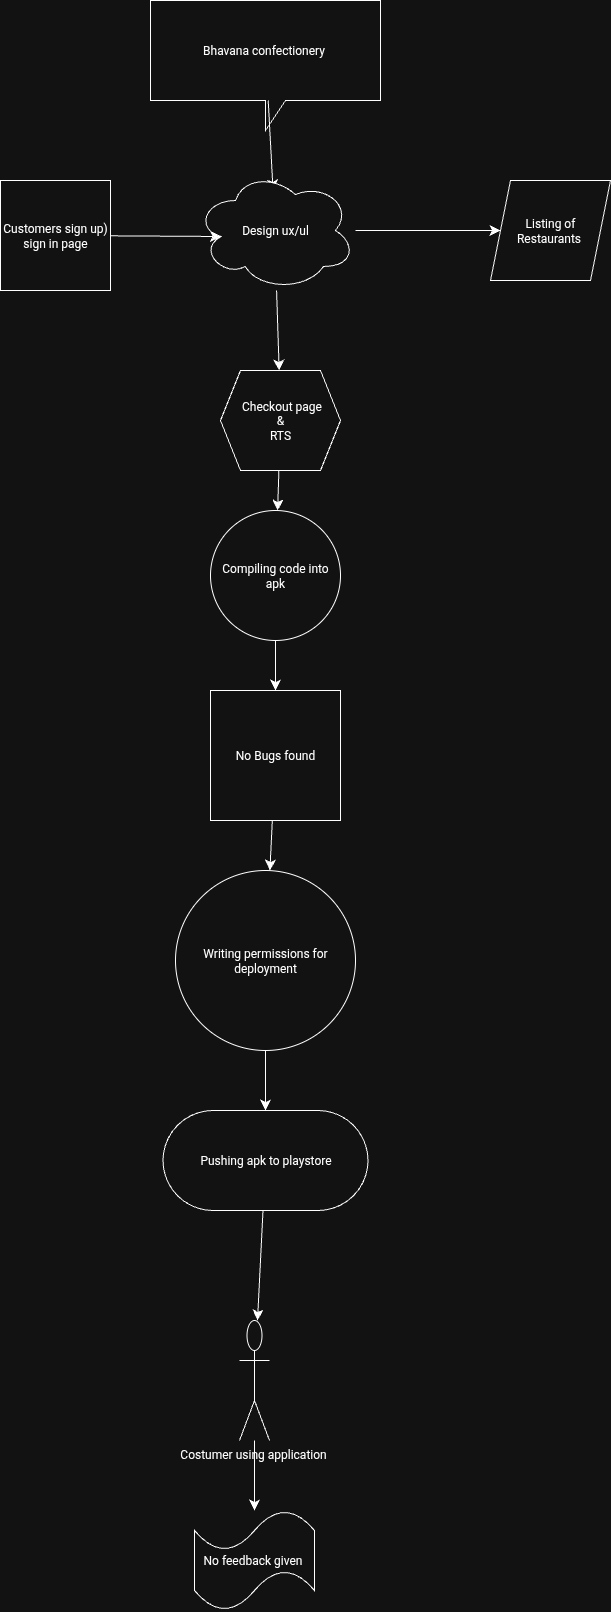 Bhavana confectionery
Customers sign up)
sign in page
Design ux/ul
Listing of
Restaurants
Checkout page
&
RTS
Compiling code into
apk
No Bugs found
Writing permissions for
deployment
Pushing apk to playstore
Costumer using application
No feedback given